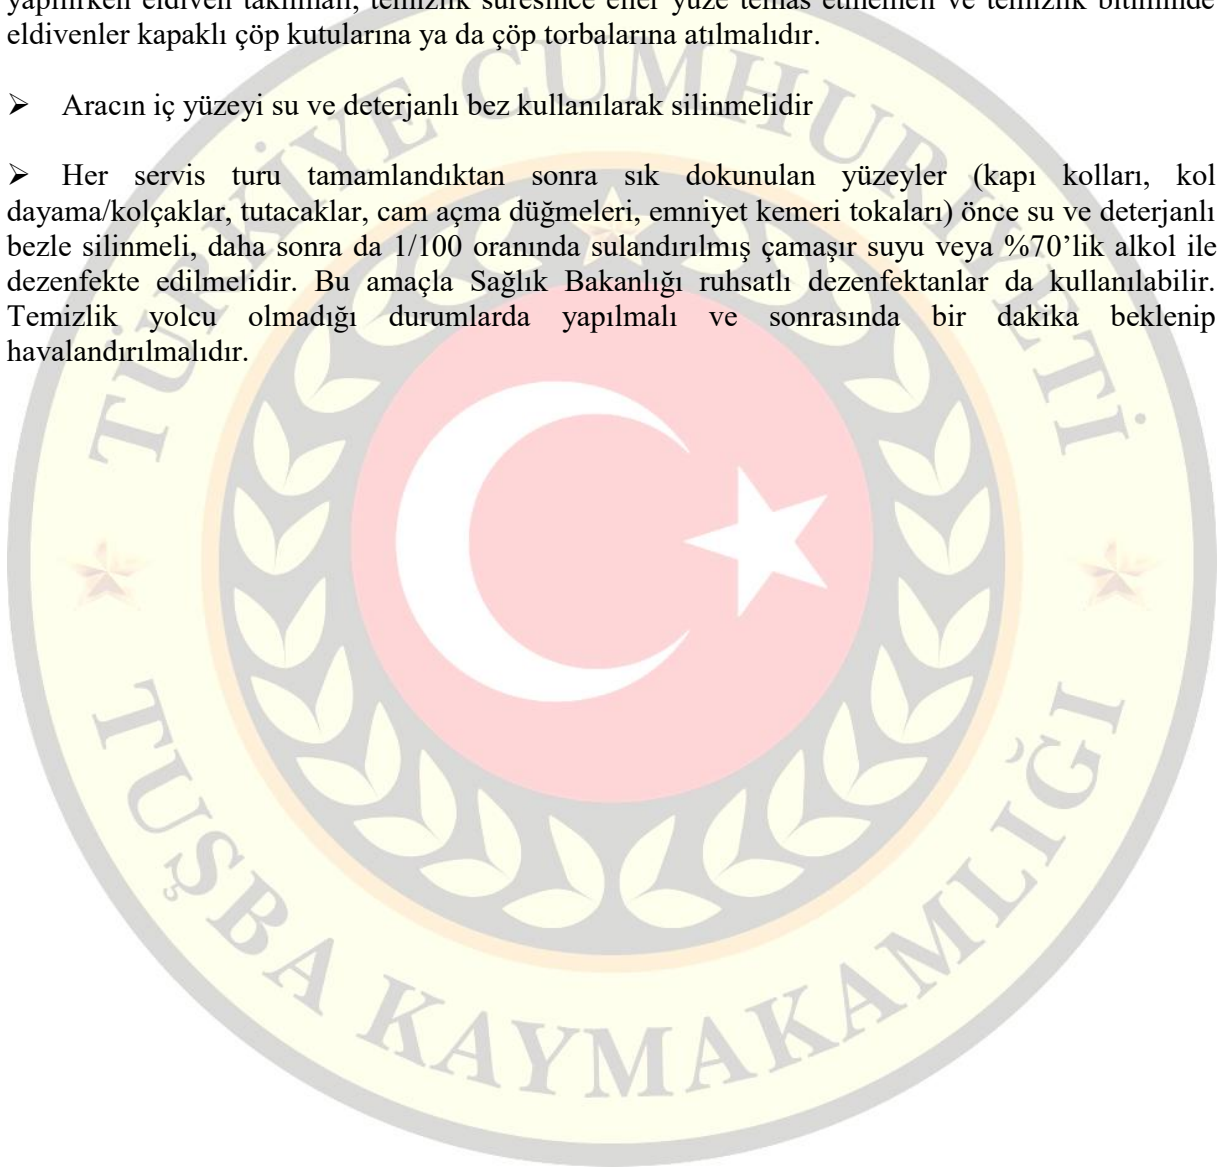 yapılırken eldiven takılmalı, temizlik süresince eller yüze temas etmemeli ve temizlik bitiminde
eldivenler kapaklı çöp kutularına ya da çöp torbalarına atılmalıdır.
➢ Aracın iç yüzeyi su ve deterjanlı bez kullanılarak silinmelidir
➢ Her servis turu tamamlandıktan sonra sık dokunulan yüzeyler (kapı kolları, kol
dayama/kolçaklar, tutacaklar, cam açma düğmeleri, emniyet kemeri tokaları) önce su ve deterjanlı
bezle silinmeli, daha sonra da 1/100 oranında sulandırılmış çamaşır suyu veya %70’lik alkol ile
dezenfekte edilmelidir. Bu amaçla Sağlık Bakanlığı ruhsatlı dezenfektanlar da kullanılabilir.
Temizlik yolcu olmadığı durumlarda yapılmalı ve sonrasında bir dakika beklenip
havalandırılmalıdır.
TÜRKİYE CUMHURİYETİ
TUŞBA KAYMAKAMLIĞI